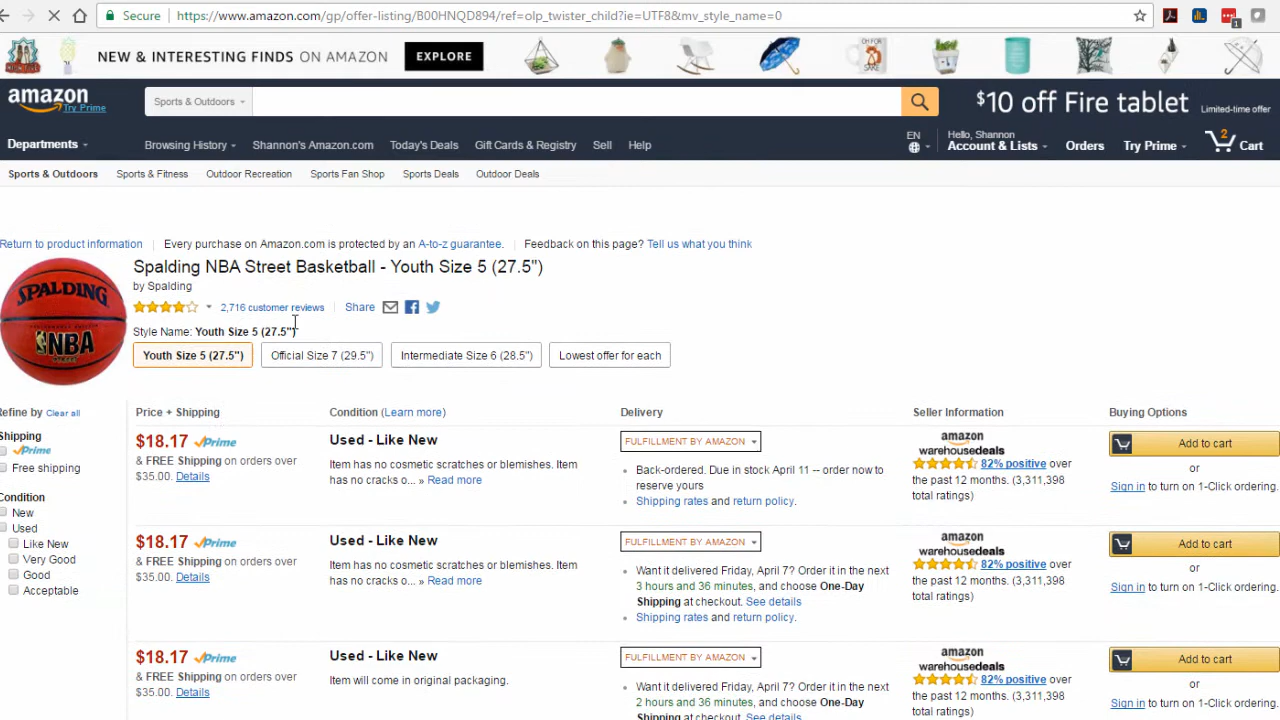 Secure https://www.amazon.com/gp/offer-listing/B00HNQD894/ref=olp_twister_child?ie=UTF8&mv_style_name=0
1
NEW & INTERESTING FINDS ON AMAZON EXPLORE
amazon
Try Prime
Sports & Outdoors
$10 off Fire tablet Limited-time offer
Departments
Browsing History Shannon's Amazon.com Today's Deals Gift Cards & Registry Sell Help
EN
Hello, Shannon
Account & Lists Orders Try Prime 2 Cart
Sports & Outdoors Sports & Fitness Outdoor Recreation Sports Fan Shop Sports Deals Outdoor Deals
Return to product information Every purchase on Amazon.com is protected by an A-to-z guarantee. Feedback on this page? Tell us what you think
SPALDING
NBA
Spalding NBA Street Basketball - Youth Size 5 (27.5")
by Spalding
2,716 customer reviews Share
Style Name: Youth Size 5 (27.5")
Youth Size 5 (27.5") Official Size 7 (29.5") Intermediate Size 6 (28.5") Lowest offer for each
Refine by Clear all
Shipping
Prime
Free shipping
Condition
New
Used
Like New
Very Good
Good
Acceptable
Price + Shipping Condition (Learn more) Delivery Seller Information Buying Options
$18.17 Prime
& FREE Shipping on orders over
$35.00. Details
Used - Like New
Item has no cosmetic scratches or blemishes. Item
has no cracks o... » Read more
FULFILLMENT BY AMAZON
Back-ordered. Due in stock April 11 -- order now to
reserve yours
Shipping rates and return policy.
amazon
warehousedeals
82% positive over
the past 12 months. (3,311,398
total ratings)
Add to cart
or
Sign in to turn on 1-Click ordering.
$18.17 Prime
& FREE Shipping on orders over
$35.00. Details
Used - Like New
Item has no cosmetic scratches or blemishes. Item
has no cracks o... » Read more
FULFILLMENT BY AMAZON
Want it delivered Friday, April 7? Order it in the next
3 hours and 36 minutes, and choose One-Day
Shipping at checkout. See details
Shipping rates and return policy.
amazon
warehousedeals
82% positive over
the past 12 months. (3,311,398
total ratings)
Add to cart
or
Sign in to turn on 1-Click ordering.
$18.17 Prime
& FREE Shipping on orders over
$35.00. Details
Used - Like New
Item will come in original packaging.
FULFILLMENT BY AMAZON
Want it delivered Friday, April 7? Order it in the next
2 hours and 36 minutes, and choose One-Day
Shipping at checkout. See details
amazon
warehousedeals
82% positive over
the past 12 months. (3,311,398
total ratings)
Add to cart
or
Sign in to turn on 1-Click ordering.